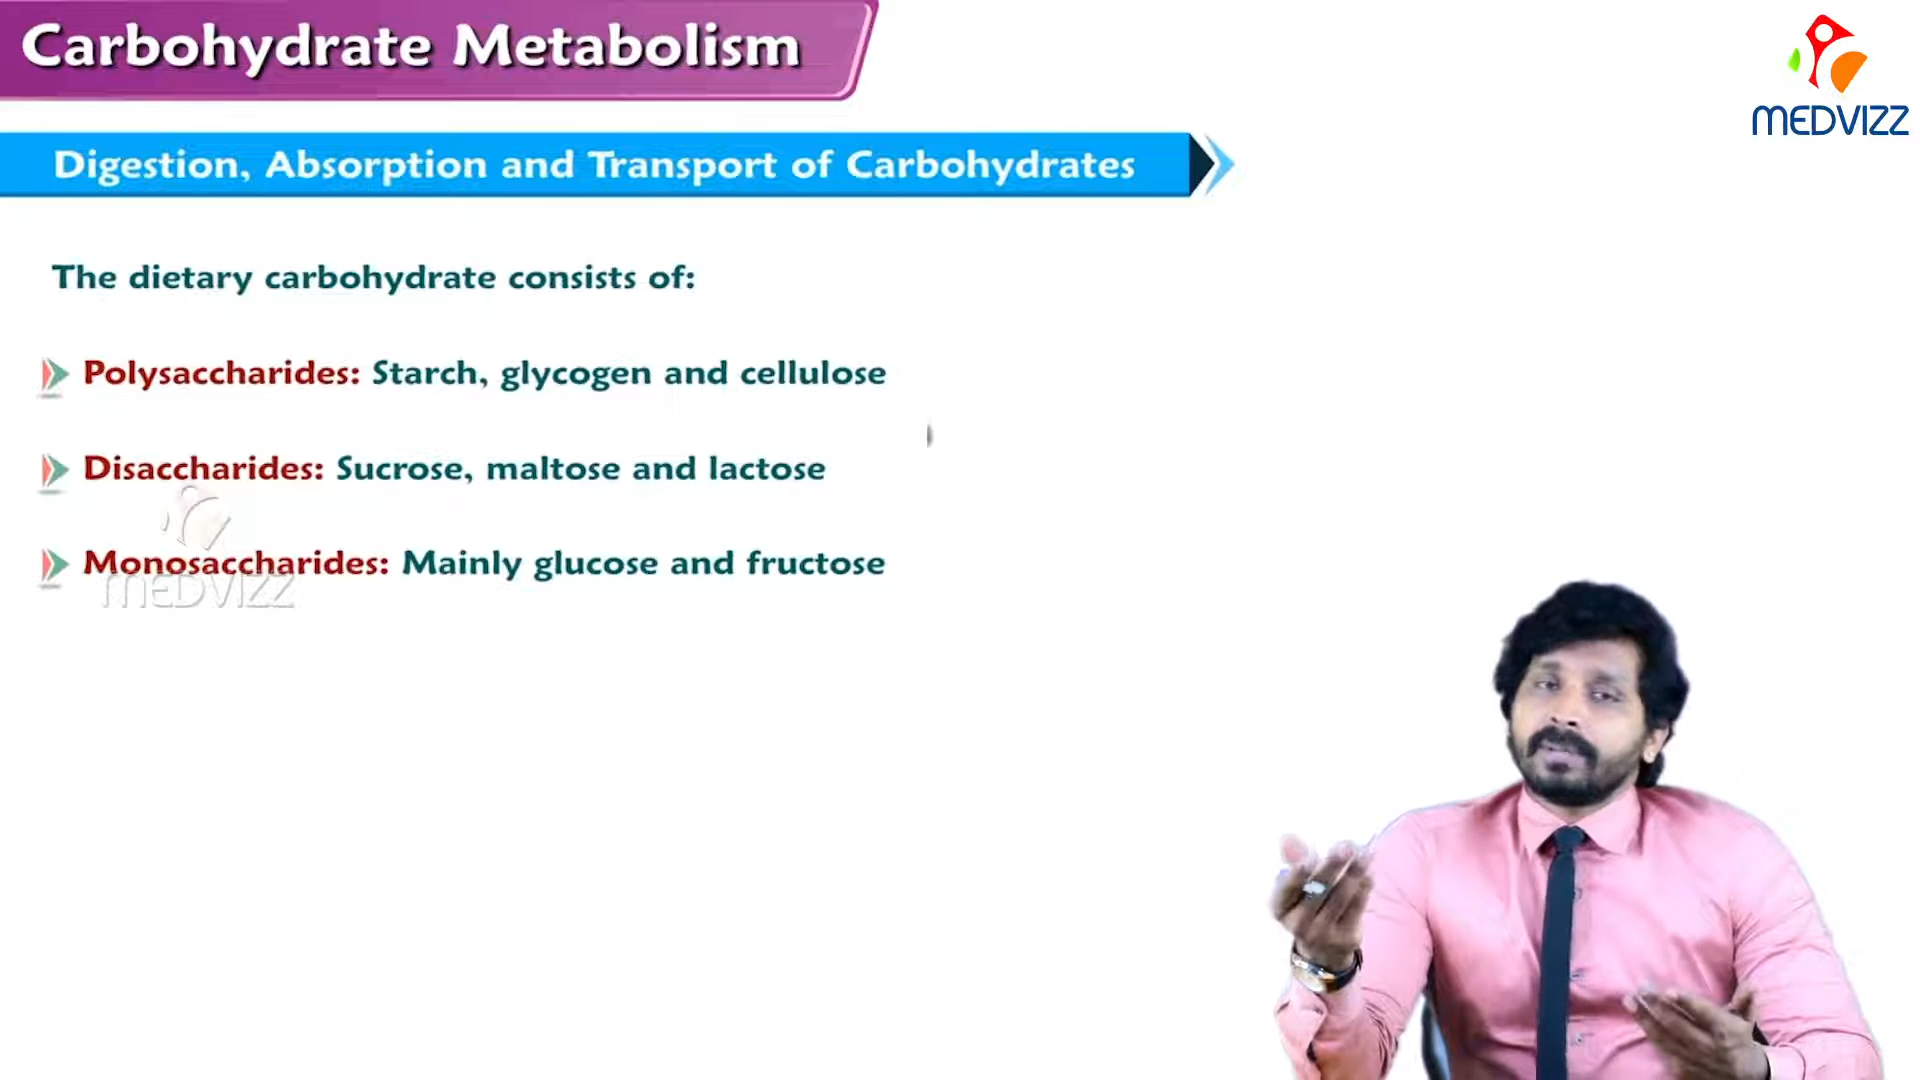 Carbohydrate Metabolism
MEDVIZZ
Digestion, Absorption and Transport of Carbohydrates
The dietary carbohydrate consists of:
Polysaccharides: Starch, glycogen and cellulose
Disaccharides: Sucrose, maltose and lactose
Monosaccharides: Mainly glucose and fructose
MEDVIZZ